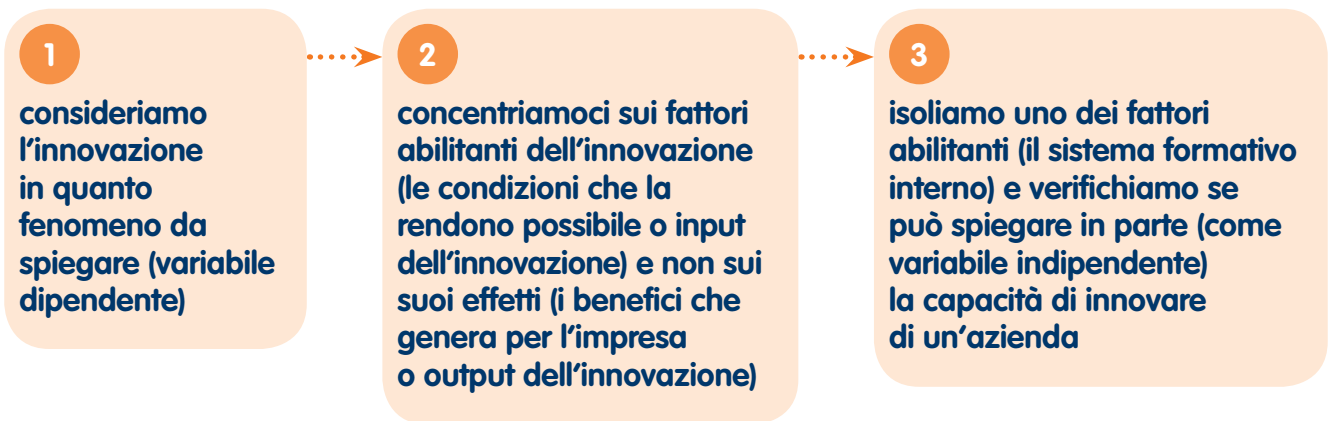 1
consideriamo
l'innovazione
in quanto
fenomeno da
spiegare (variabile
dipendente)
2
concentriamoci sui fattori
abilitanti dell'innovazione
(le condizioni che la
rendono possibile o input
dell'innovazione) e non sui
suoi effetti (i benefici che
genera per l'impresa
o output dell'innovazione)
3
isoliamo uno dei fattori
abilitanti (il sistema formativo
interno) e verifichiamo se
può spiegare in parte (come
variabile indipendente)
la capacità di innovare
di un'azienda